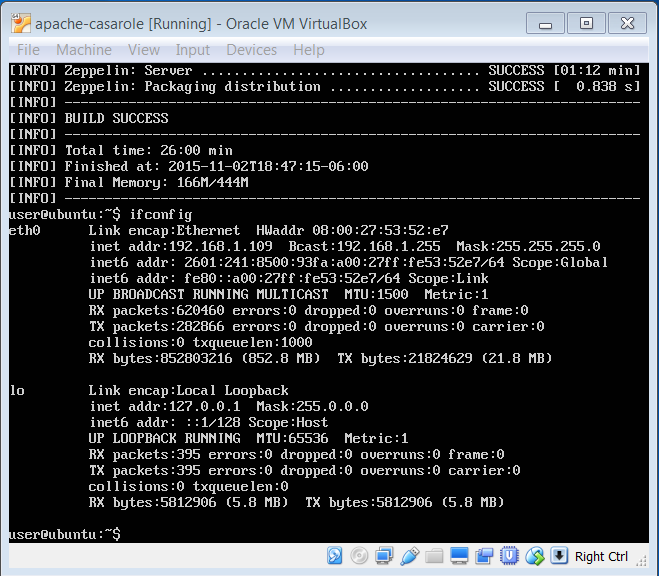 apache-casarole [Running] - Oracle VM VirtualBox
File Machine View Input Devices Help
[INFO] Zeppelin: Server ................................... SUCCESS [01:12 min]
[INFO] Zeppelin: Packaging distribution ................... SUCCESS [  0.838 s]
[INFO] ------------------------------------------------------------------------
[INFO] BUILD SUCCESS
[INFO] ------------------------------------------------------------------------
[INFO] Total time: 26:00 min
[INFO] Finished at: 2015-11-02T18:47:15-06:00
[INFO] Final Memory: 166M/444M
[INFO] ------------------------------------------------------------------------
user@ubuntu:~$ ifconfig
eth0      Link encap:Ethernet  HWaddr 08:00:27:53:52:e7
          inet addr:192.168.1.109  Bcast:192.168.1.255  Mask:255.255.255.0
          inet6 addr: 2601:241:8500:93fa:a00:27ff:fe53:52e7/64 Scope:Global
          inet6 addr: fe80::a00:27ff:fe53:52e7/64 Scope:Link
          UP BROADCAST RUNNING MULTICAST  MTU:1500  Metric:1
          RX packets:620460 errors:0 dropped:0 overruns:0 frame:0
          TX packets:282866 errors:0 dropped:0 overruns:0 carrier:0
          collisions:0 txqueuelen:1000
          RX bytes:852803216 (852.8 MB)  TX bytes:21824629 (21.8 MB)
lo        Link encap:Local Loopback
          inet addr:127.0.0.1  Mask:255.0.0.0
          inet6 addr: ::1/128 Scope:Host
          UP LOOPBACK RUNNING  MTU:65536  Metric:1
          RX packets:395 errors:0 dropped:0 overruns:0 frame:0
          TX packets:395 errors:0 dropped:0 overruns:0 carrier:0
          collisions:0 txqueuelen:0
          RX bytes:5812906 (5.8 MB)  TX bytes:5812906 (5.8 MB)
user@ubuntu:~$
Right Ctrl